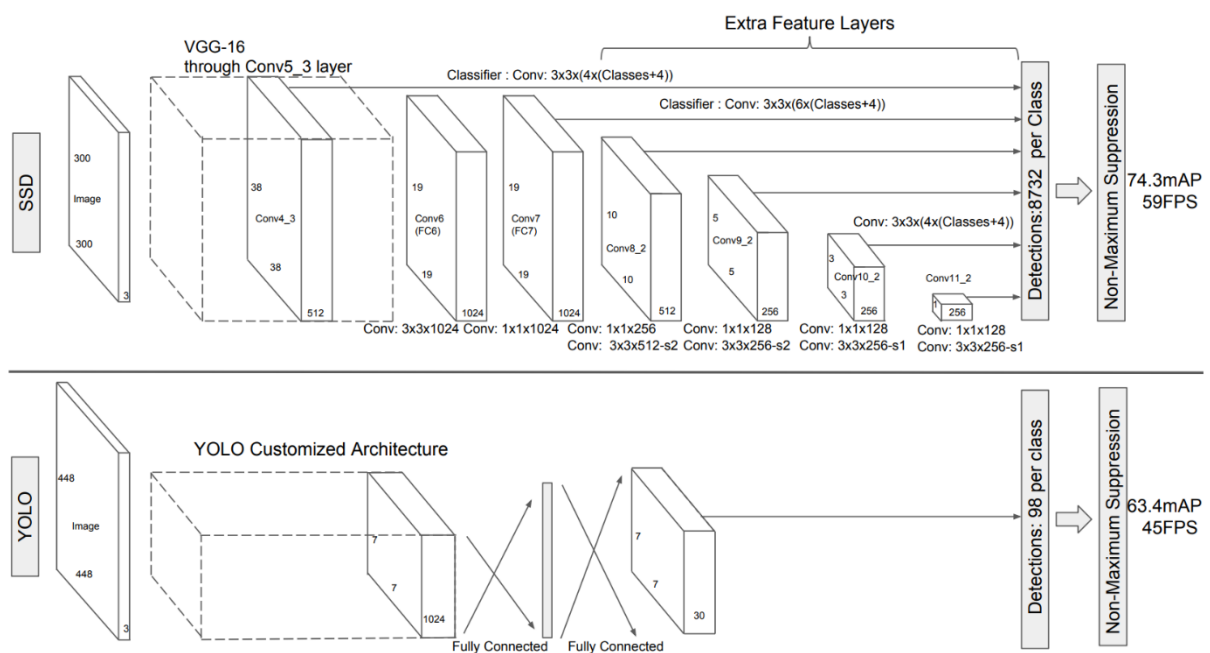 Extra Feature Layers
VGG-16
through Conv5_3 layer
Classifier : Conv: 3x3x(4x(Classes+4))
Classifier : Conv: 3x3x(6x(Classes+4))
SSD
300
Image
300
3
38
Conv4_3
38
512
19
Conv6
(FC6)
19
1024
19
Conv7
(FC7)
19
1024
10
Conv8_2
10
512
5
Conv9_2
5
256
Conv: 3x3x(4x(Classes+4))
3
Conv10_2
3
256
Conv11_2
1
256
Conv: 3x3x1024
Conv: 1x1x1024
Conv: 1x1x256
Conv: 3x3x512-s2
Conv: 1x1x128
Conv: 3x3x256-s2
Conv: 1x1x128
Conv: 3x3x256-s1
Conv: 1x1x128
Conv: 3x3x256-s1
Detections:8732 per Class
Non-Maximum Suppression
74.3mAP
59FPS
YOLO
448
Image
448
3
YOLO Customized Architecture
7
7
1024
Fully Connected
Fully Connected
7
7
30
Detections: 98 per class
Non-Maximum Suppression
63.4mAP
45FPS